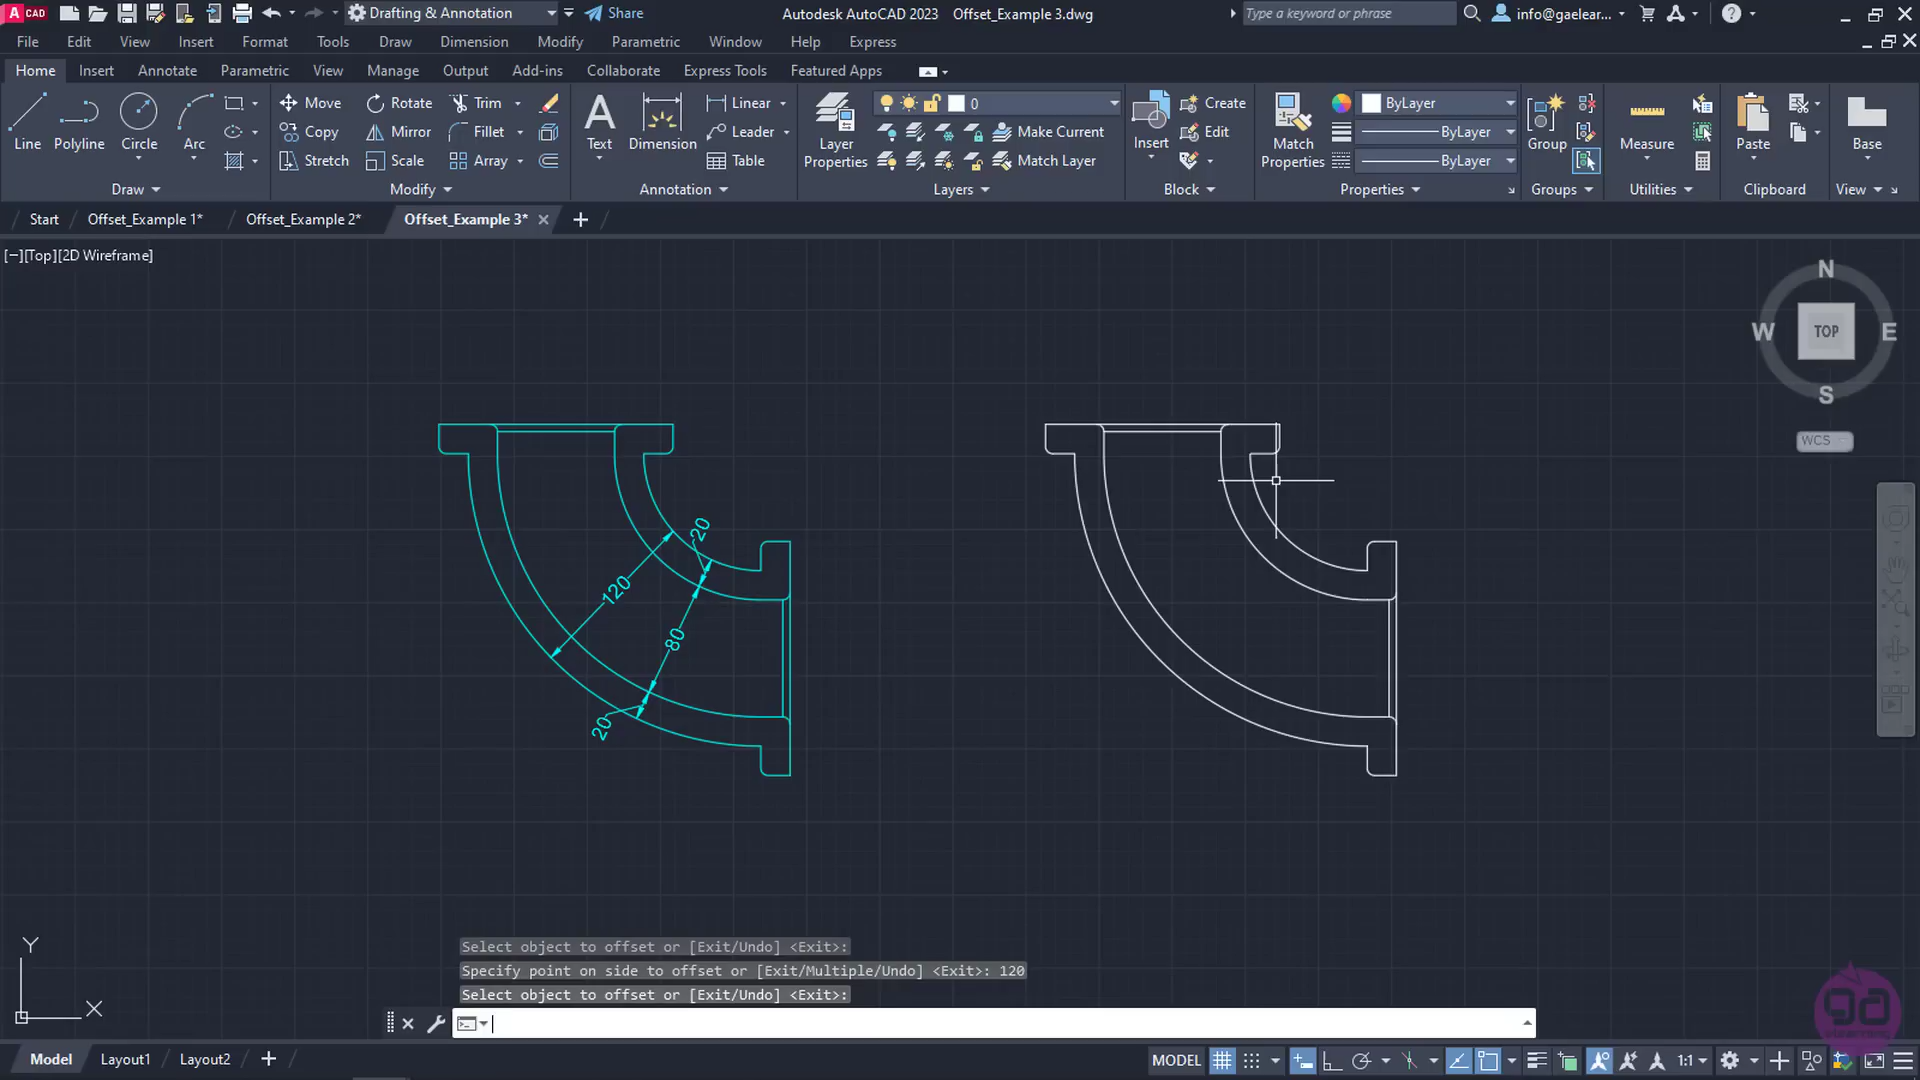 CAD Drafting & Annotation Share Autodesk AutoCAD 2023 Offset_Example 3.dwg Type a keyword or phrase info@gaelear...
File Edit View Insert Format Tools Draw Dimension Modify Parametric Window Help Express
Home Insert Annotate Parametric View Manage Output Add-ins Collaborate Express Tools Featured Apps
Move Rotate Trim Linear 0 Create ByLayer
Line Polyline Circle Arc Copy Mirror Fillet Text Dimension Leader Layer Properties Make Current Insert Edit Match Properties ByLayer Group Measure Paste Base
Stretch Scale Array Table Match Layer ByLayer
Draw Modify Annotation Layers Block Properties Groups Utilities Clipboard View
Start Offset_Example 1* Offset_Example 2* Offset_Example 3*
[−][Top][2D Wireframe]
N
W TOP E
S
WCS
20
120
80
20
Y
X
Select object to offset or [Exit/Undo] <Exit>:
Specify point on side to offset or [Exit/Multiple/Undo] <Exit>: 120
Select object to offset or [Exit/Undo] <Exit>:
Model Layout1 Layout2 MODEL 1:1